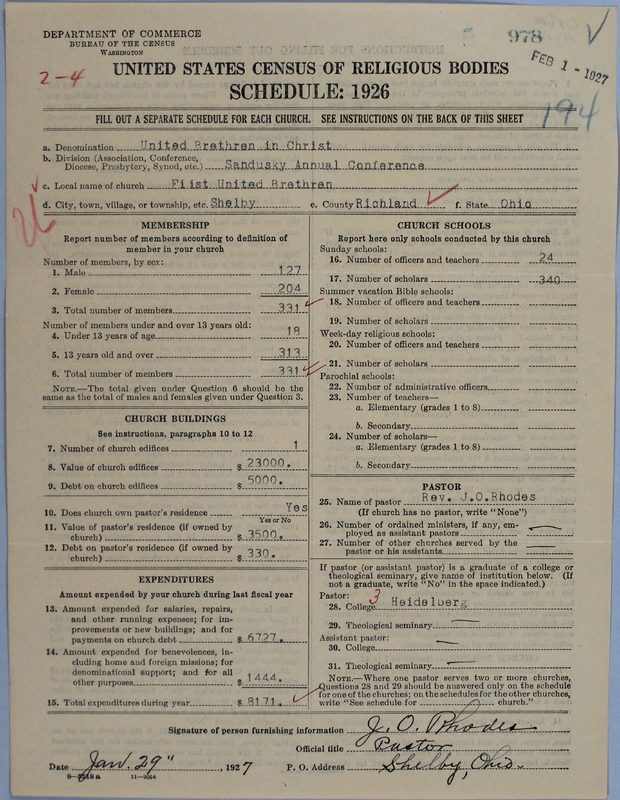 DEPARTMENT OF COMMERCE
BUREAU OF THE CENSUS
WASHINGTON
978
FEB 1 - 1927
2-4
194
UNITED STATES CENSUS OF RELIGIOUS BODIES
SCHEDULE: 1926
FILL OUT A SEPARATE SCHEDULE FOR EACH CHURCH. SEE INSTRUCTIONS ON THE BACK OF THIS SHEET
a. Denomination United Brethren in Christ
b. Division (Association, Conference,
Diocese, Presbytery, Synod, etc.) Sandusky Annual Conference
c. Local name of church Fiist United Brethren
d. City, town, village, or township, etc. Shelby e. County Richland f. State Ohio
MEMBERSHIP
Report number of members according to definition of
member in your church
Number of members, by sex:
1. Male 127
2. Female 204
3. Total number of members 331
Number of members under and over 13 years old:
4. Under 13 years of age 18
5. 13 years old and over 313
6. Total number of members 331
NOTE.—The total given under Question 6 should be the
same as the total of males and females given under Question 3.
CHURCH BUILDINGS
See instructions, paragraphs 10 to 12
7. Number of church edifices 1
8. Value of church edifices $ 23000.
9. Debt on church edifices $ 5000.
10. Does church own pastor's residence Yes
Yes or No
11. Value of pastor's residence (if owned by
church) $ 3500.
12. Debt on pastor's residence (if owned by
church) $ 330.
EXPENDITURES
Amount expended by your church during last fiscal year
13. Amount expended for salaries, repairs,
and other running expenses; for im-
provements or new buildings; and for
payments on church debt $ 6727.
14. Amount expended for benevolences, in-
cluding home and foreign missions; for
denominational support; and for all
other purposes $ 1444.
15. Total expenditures during year $ 8171.
CHURCH SCHOOLS
Report here only schools conducted by this church
Sunday schools:
16. Number of officers and teachers 24
17. Number of scholars 340
Summer vacation Bible schools:
18. Number of officers and teachers
19. Number of scholars
Week-day religious schools:
20. Number of officers and teachers
21. Number of scholars
Parochial schools:
22. Number of administrative officers
23. Number of teachers—
a. Elementary (grades 1 to 8)
b. Secondary
24. Number of scholars—
a. Elementary (grades 1 to 8)
b. Secondary
PASTOR
25. Name of pastor Rev. J.O.Rhodes
(If church has no pastor, write "None")
26. Number of ordained ministers, if any, em-
ployed as assistant pastors —
27. Number of other churches served by the
pastor or his assistants —
If pastor (or assistant pastor) is a graduate of a college or
theological seminary, give name of institution below. (If
not a graduate, write "No" in the space indicated.)
Pastor:
28. College 3 Heidelberg
29. Theological seminary —
Assistant pastor:
30. College —
31. Theological seminary —
NOTE.—Where one pastor serves two or more churches,
Questions 28 and 29 should be answered only on the schedule
for one of the churches; on the schedules for the other churches,
write "See schedule for church."
Signature of person furnishing information J. O. Rhodes
Official title Pastor
Date Jan. 29", 1927 P. O. Address Shelby, Ohio.